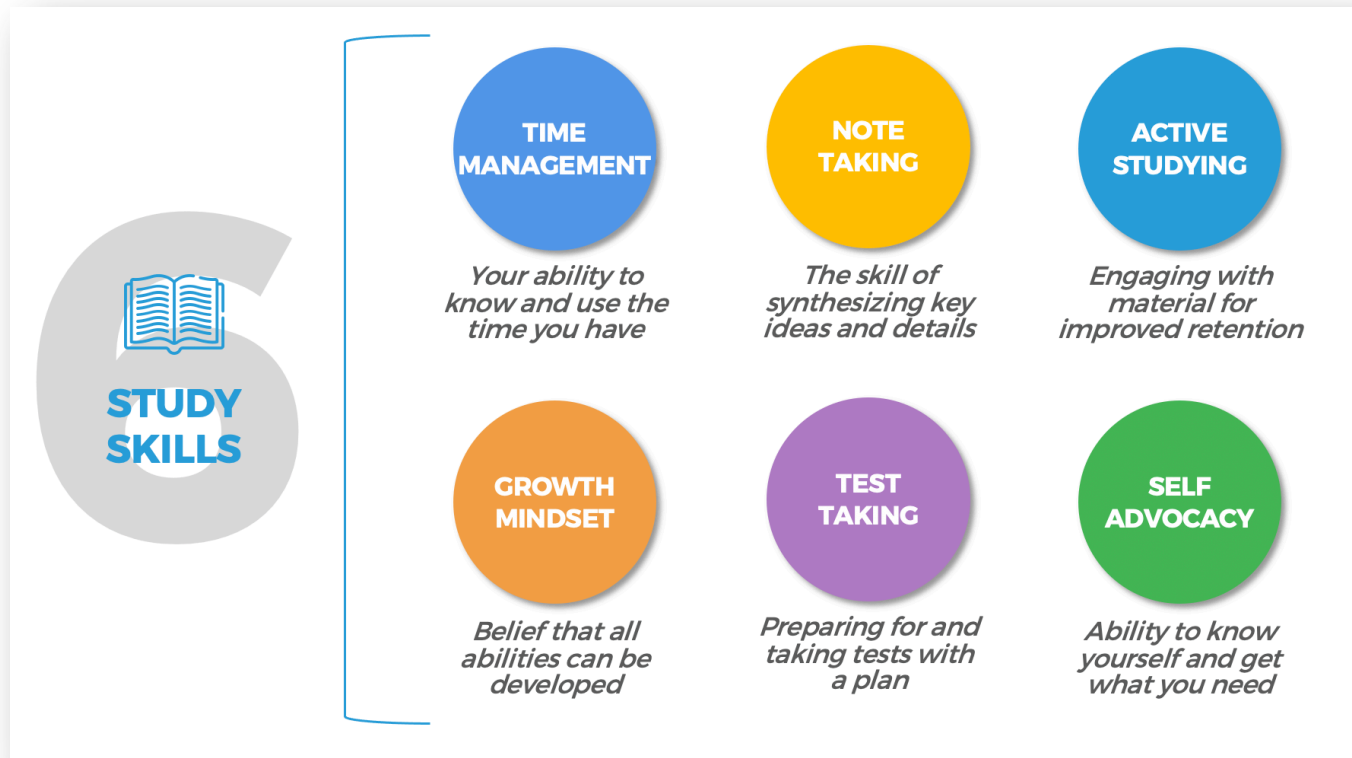 6
STUDY
SKILLS
TIME
MANAGEMENT
Your ability to
know and use the
time you have
NOTE
TAKING
The skill of
synthesizing key
ideas and details
ACTIVE
STUDYING
Engaging with
material for
improved retention
GROWTH
MINDSET
Belief that all
abilities can be
developed
TEST
TAKING
Preparing for and
taking tests with
a plan
SELF
ADVOCACY
Ability to know
yourself and get
what you need